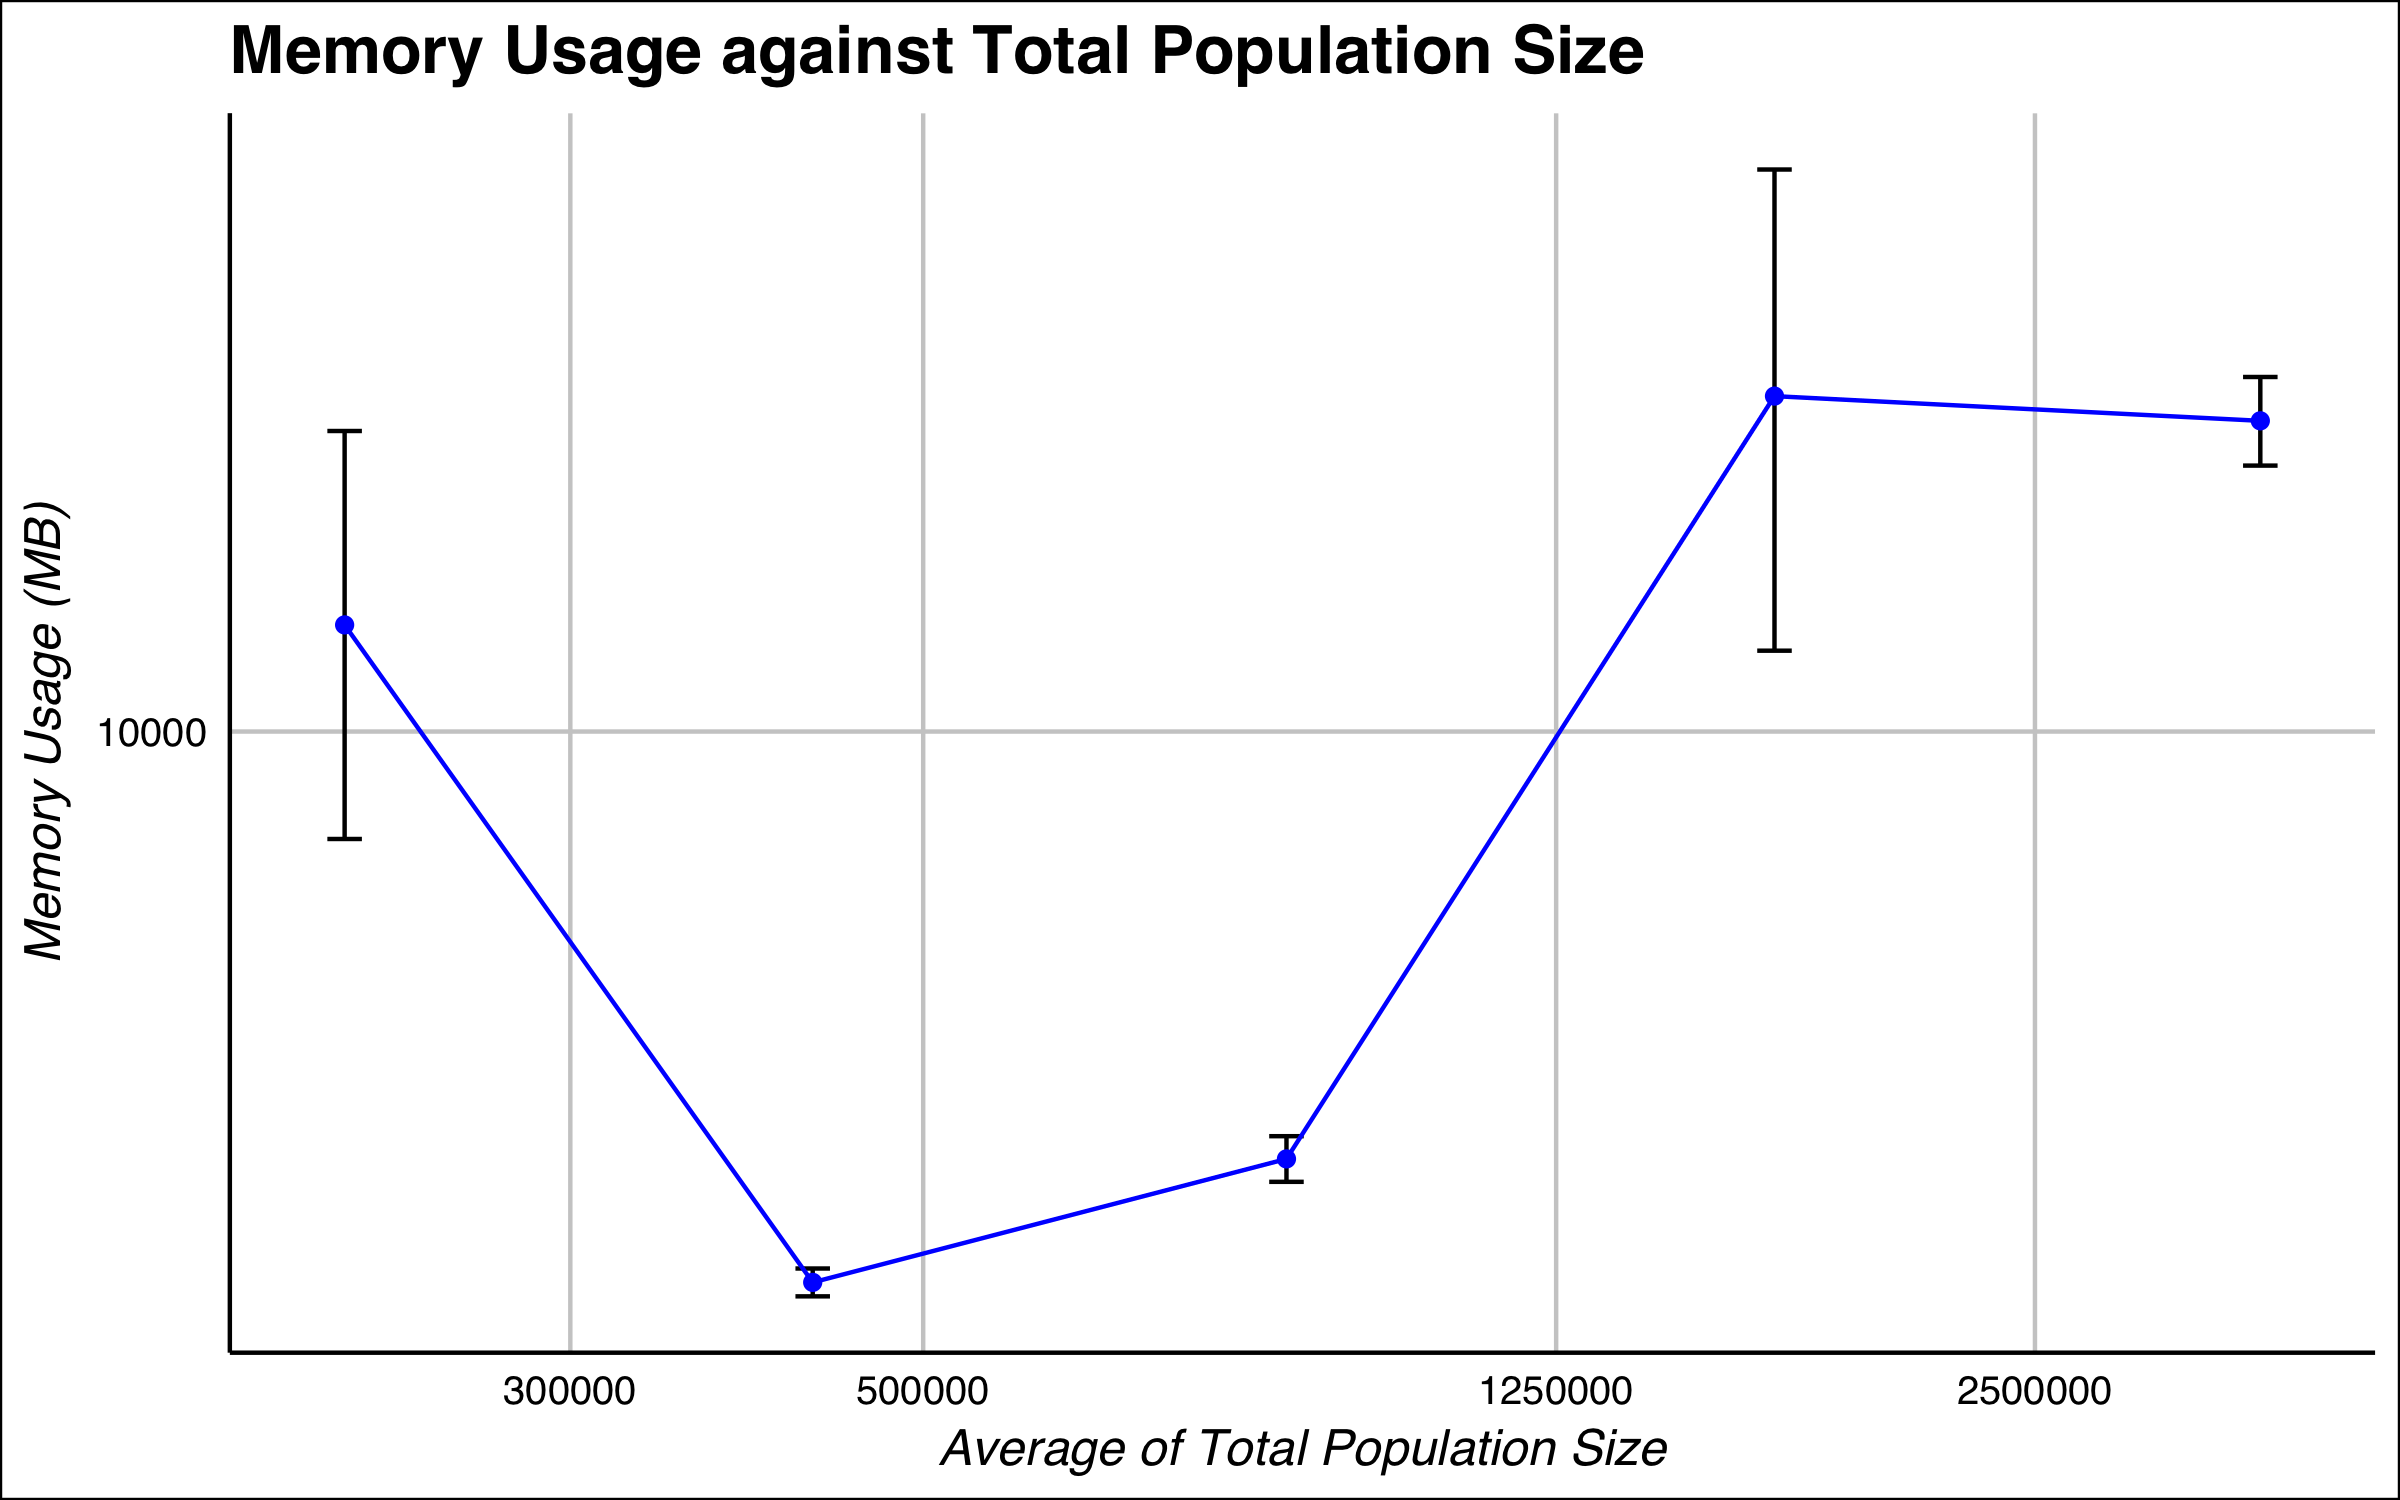 Memory Usage against Total Population Size
Memory Usage (MB)
10000
300000 500000 1250000 2500000
Average of Total Population Size